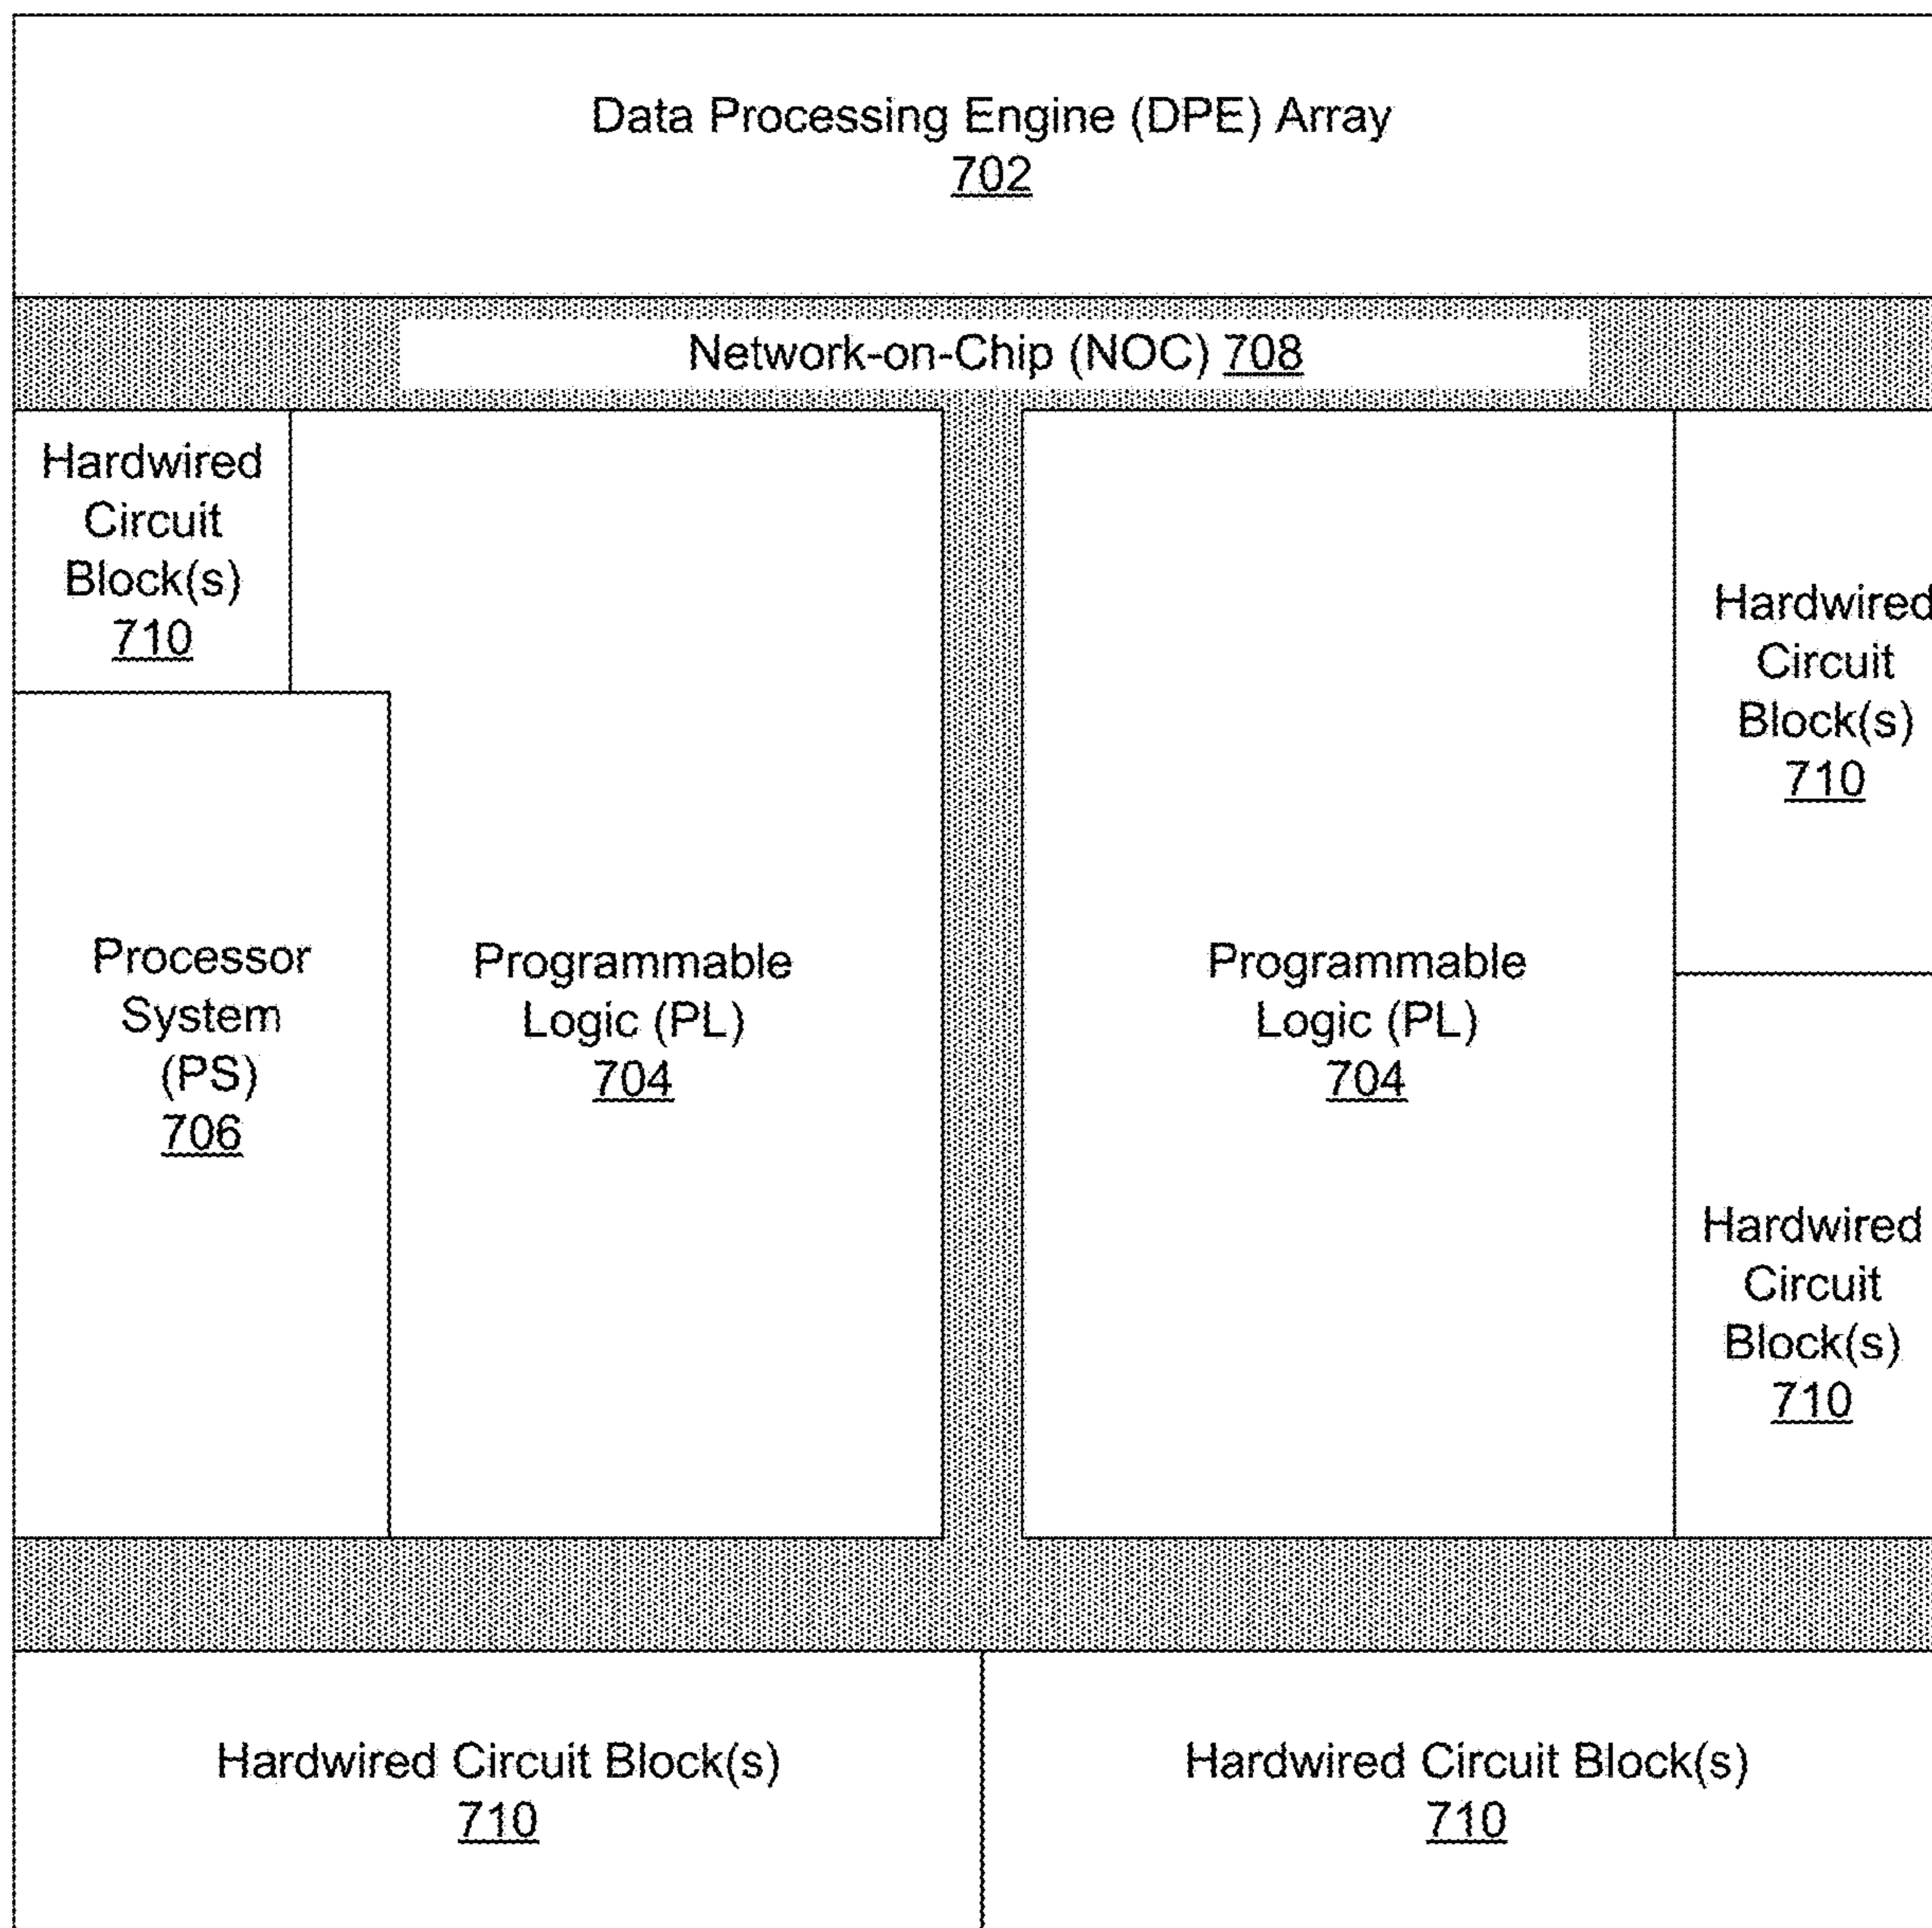 Data Processing Engine (DPE) Array
702
Network-on-Chip (NOC) 708
Hardwired
Circuit
Block(s)
710
Processor
System
(PS)
706
Programmable
Logic (PL)
704
Programmable
Logic (PL)
704
Hardwired
Circuit
Block(s)
710
Hardwired
Circuit
Block(s)
710
Hardwired Circuit Block(s)
710
Hardwired Circuit Block(s)
710